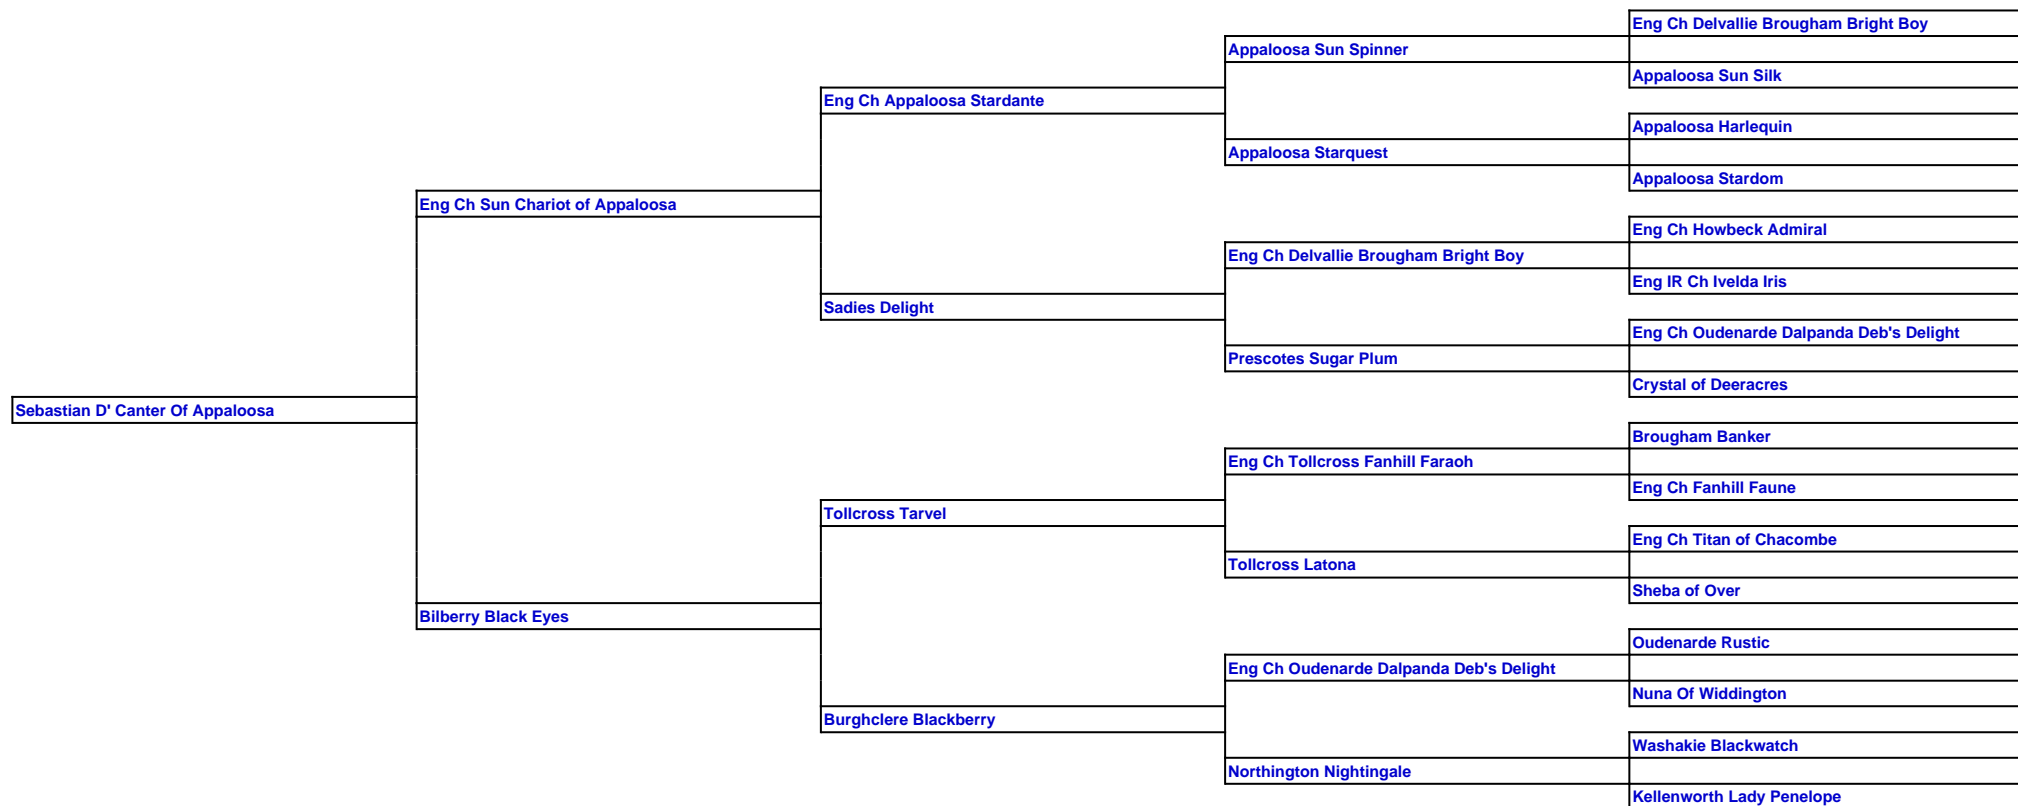 Eng Ch Delvallie Brougham Bright Boy
Appaloosa Sun Spinner
Appaloosa Sun Silk
Eng Ch Appaloosa Stardante
Appaloosa Harlequin
Appaloosa Starquest
Appaloosa Stardom
Eng Ch Sun Chariot of Appaloosa
Eng Ch Howbeck Admiral
Eng Ch Delvallie Brougham Bright Boy
Eng IR Ch Ivelda Iris
Sadies Delight
Eng Ch Oudenarde Dalpanda Deb's Delight
Prescotes Sugar Plum
Crystal of Deeracres
Sebastian D' Canter Of Appaloosa
Brougham Banker
Eng Ch Tollcross Fanhill Faraoh
Eng Ch Fanhill Faune
Tollcross Tarvel
Eng Ch Titan of Chacombe
Tollcross Latona
Sheba of Over
Bilberry Black Eyes
Oudenarde Rustic
Eng Ch Oudenarde Dalpanda Deb's Delight
Nuna Of Widdington
Burghclere Blackberry
Washakie Blackwatch
Northington Nightingale
Kellenworth Lady Penelope